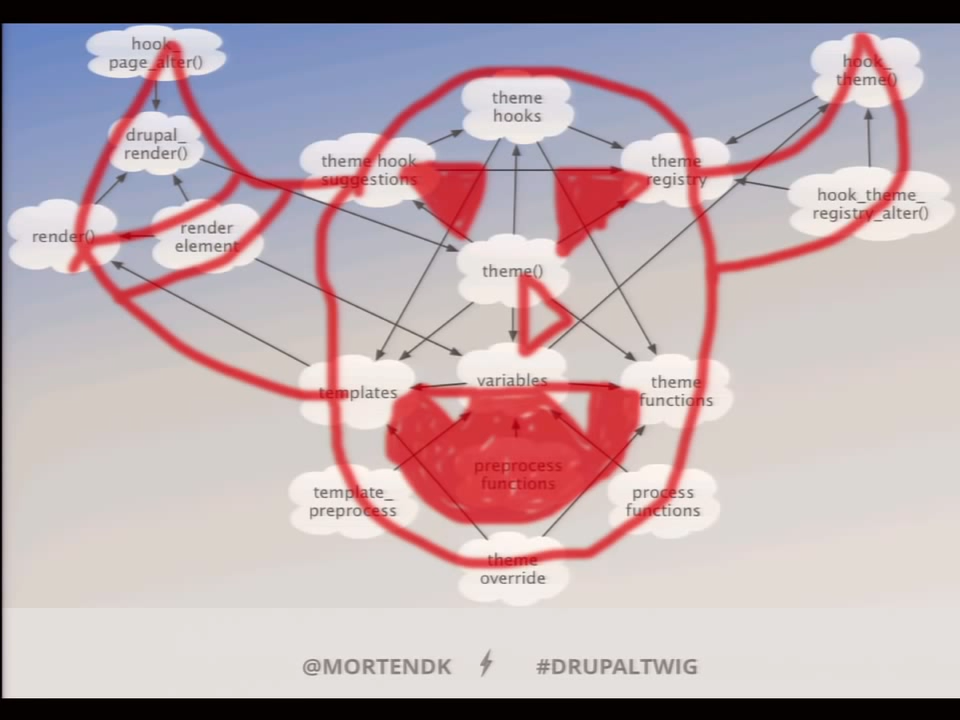 hook_
page_alter()
hook_
theme()
theme
hooks
drupal_
render()
theme hook
suggestions
theme
registry
hook_theme_
registry_alter()
render()
render
element
theme()
templates
variables
theme
functions
preprocess
functions
template_
preprocess
process
functions
theme
override
@MORTENDK
#DRUPALTWIG